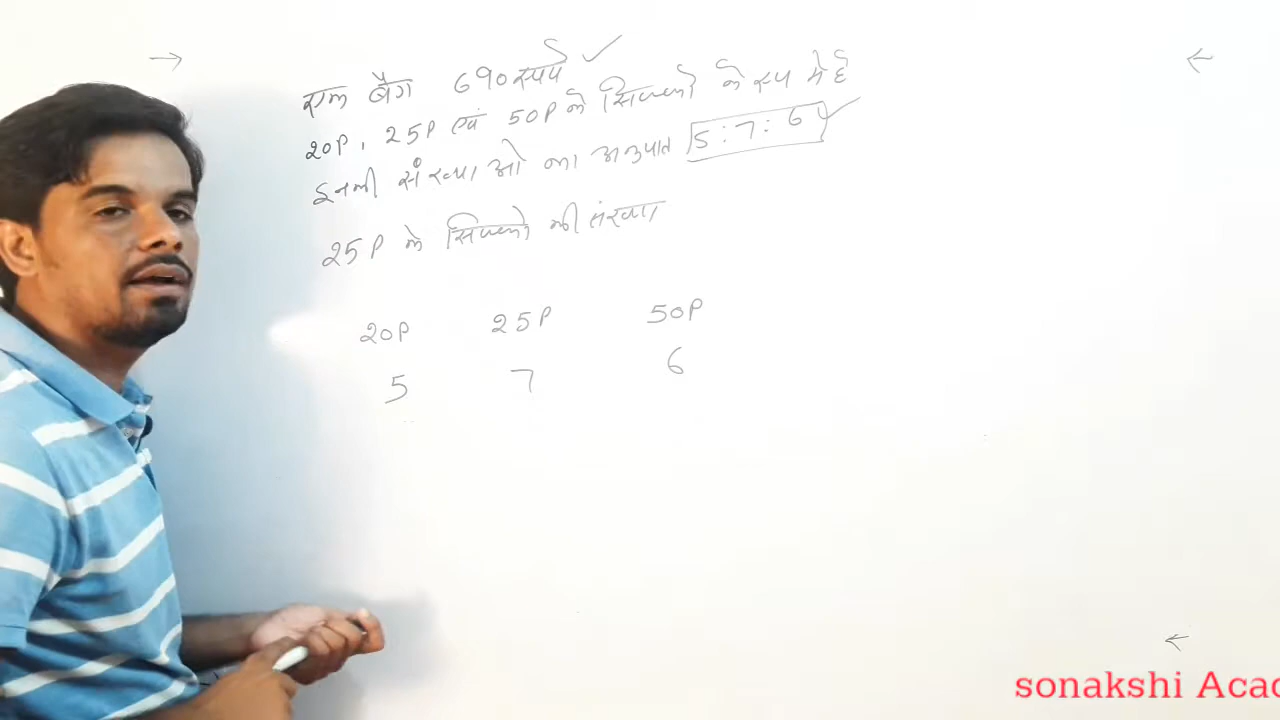 एक बैग 690 रुपये
20P, 25P एवं 50P के सिक्को के रुप मे है
इनकी संख्या ओ का अनुपात 5 : 7 : 6
25P के सिक्को की संख्या
20P 25P 50P
5 7 6
sonakshi Acad